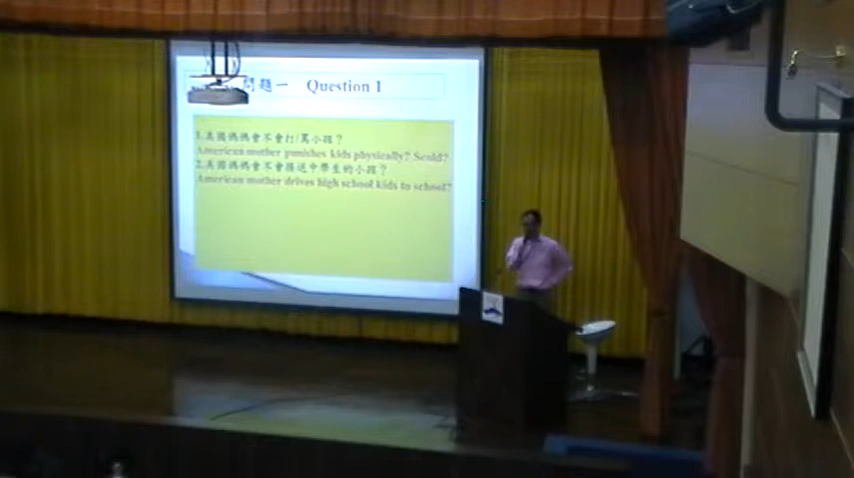 問題一 Question 1
1.美國媽媽會不會打/罵小孩？
American mother punishes kids physically? Scold?
2.美國媽媽會不會接送中學生的小孩？
American mother drives high school kids to school?